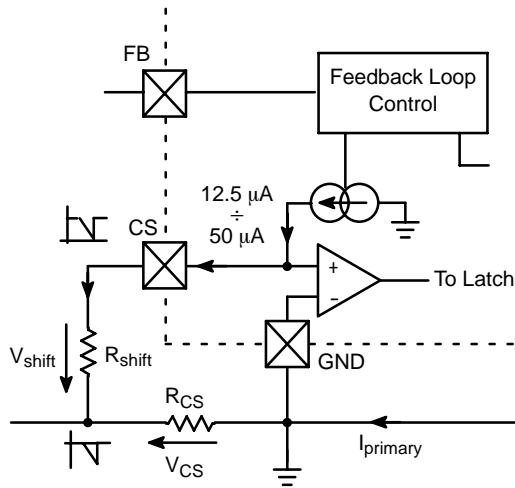 FB
Feedback Loop
Control
12.5 μA
÷
50 μA
CS
+
−
To Latch
GND
Vshift
Rshift
RCS
VCS
Iprimary